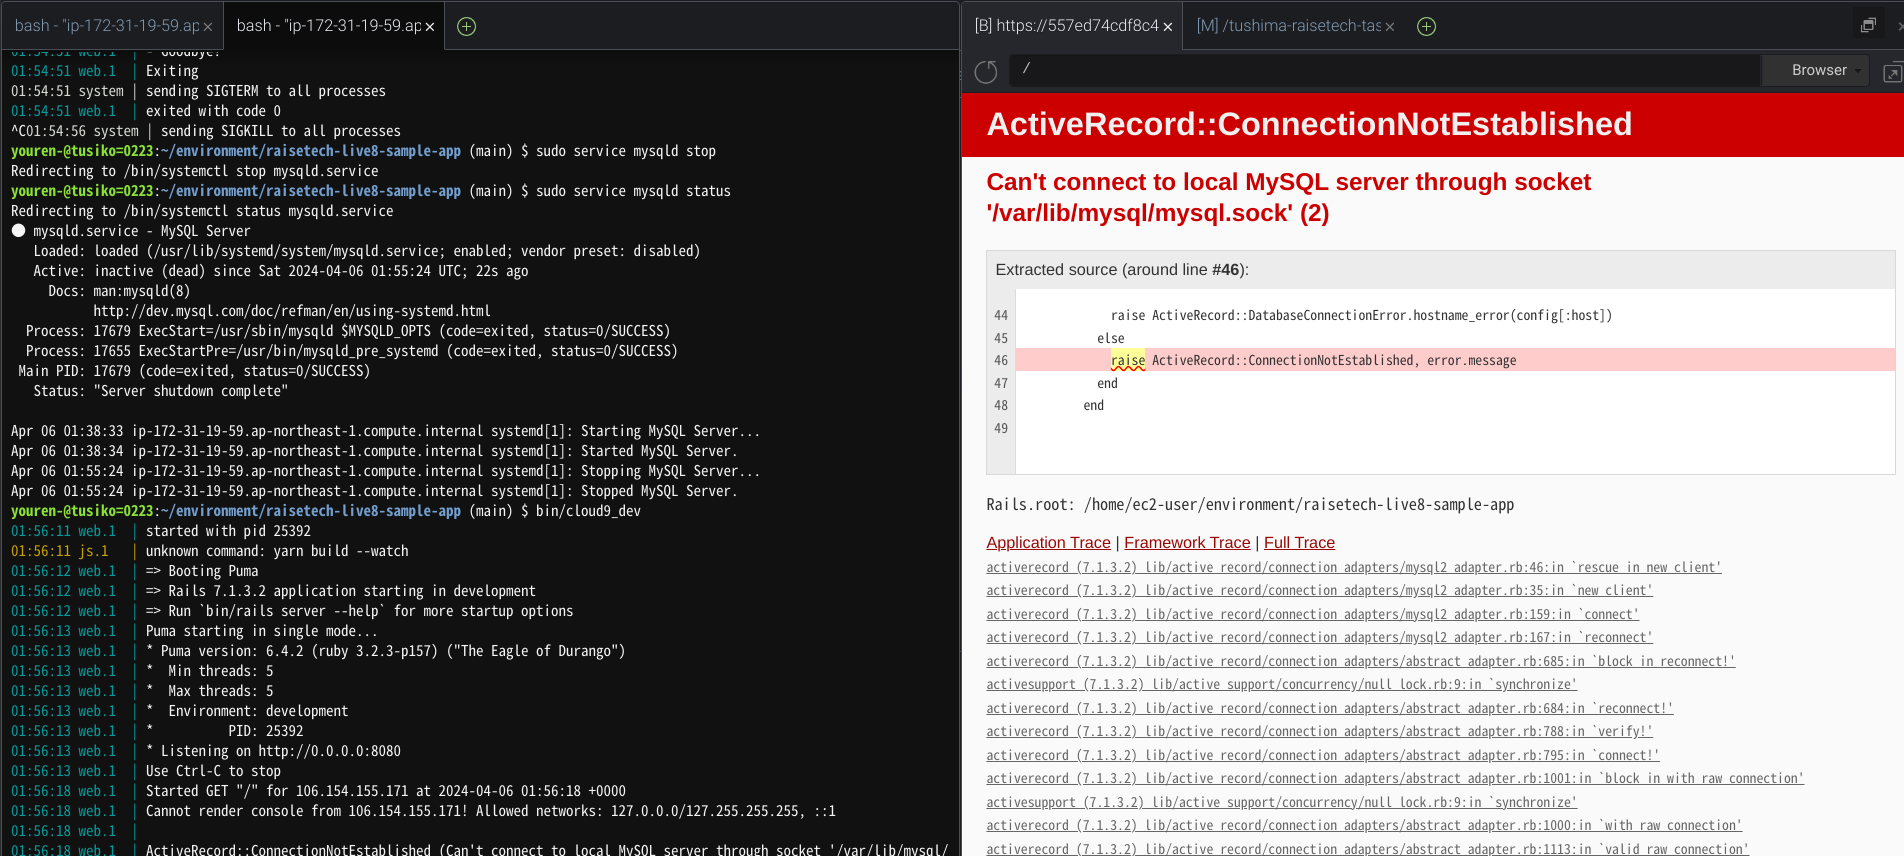 bash - "ip-172-31-19-59.ap
bash - "ip-172-31-19-59.ap
01:54:51 web.1 | - Goodbye!
01:54:51 web.1 | Exiting
01:54:51 system | sending SIGTERM to all processes
01:54:51 web.1 | exited with code 0
^C01:54:56 system | sending SIGKILL to all processes
youren-@tusiko=0223:~/environment/raisetech-live8-sample-app (main) $ sudo service mysqld stop
Redirecting to /bin/systemctl stop mysqld.service
youren-@tusiko=0223:~/environment/raisetech-live8-sample-app (main) $ sudo service mysqld status
Redirecting to /bin/systemctl status mysqld.service
● mysqld.service - MySQL Server
Loaded: loaded (/usr/lib/systemd/system/mysqld.service; enabled; vendor preset: disabled)
Active: inactive (dead) since Sat 2024-04-06 01:55:24 UTC; 22s ago
Docs: man:mysqld(8)
http://dev.mysql.com/doc/refman/en/using-systemd.html
Process: 17679 ExecStart=/usr/sbin/mysqld $MYSQLD_OPTS (code=exited, status=0/SUCCESS)
Process: 17655 ExecStartPre=/usr/bin/mysqld_pre_systemd (code=exited, status=0/SUCCESS)
Main PID: 17679 (code=exited, status=0/SUCCESS)
Status: "Server shutdown complete"
Apr 06 01:38:33 ip-172-31-19-59.ap-northeast-1.compute.internal systemd[1]: Starting MySQL Server...
Apr 06 01:38:34 ip-172-31-19-59.ap-northeast-1.compute.internal systemd[1]: Started MySQL Server.
Apr 06 01:55:24 ip-172-31-19-59.ap-northeast-1.compute.internal systemd[1]: Stopping MySQL Server...
Apr 06 01:55:24 ip-172-31-19-59.ap-northeast-1.compute.internal systemd[1]: Stopped MySQL Server.
youren-@tusiko=0223:~/environment/raisetech-live8-sample-app (main) $ bin/cloud9_dev
01:56:11 web.1 | started with pid 25392
01:56:11 js.1 | unknown command: yarn build --watch
01:56:12 web.1 | => Booting Puma
01:56:12 web.1 | => Rails 7.1.3.2 application starting in development
01:56:12 web.1 | => Run `bin/rails server --help` for more startup options
01:56:13 web.1 | Puma starting in single mode...
01:56:13 web.1 | * Puma version: 6.4.2 (ruby 3.2.3-p157) ("The Eagle of Durango")
01:56:13 web.1 | * Min threads: 5
01:56:13 web.1 | * Max threads: 5
01:56:13 web.1 | * Environment: development
01:56:13 web.1 | * PID: 25392
01:56:13 web.1 | * Listening on http://0.0.0.0:8080
01:56:13 web.1 | Use Ctrl-C to stop
01:56:18 web.1 | Started GET "/" for 106.154.155.171 at 2024-04-06 01:56:18 +0000
01:56:18 web.1 | Cannot render console from 106.154.155.171! Allowed networks: 127.0.0.0/127.255.255.255, ::1
01:56:18 web.1 |
01:56:18 web.1 | ActiveRecord::ConnectionNotEstablished (Can't connect to local MySQL server through socket '/var/lib/mysql/
[B] https://557ed74cdf8c4
[M] /tushima-raisetech-tas
/
Browser
ActiveRecord::ConnectionNotEstablished
Can't connect to local MySQL server through socket
'/var/lib/mysql/mysql.sock' (2)
Extracted source (around line #46):
44 raise ActiveRecord::DatabaseConnectionError.hostname_error(config[:host])
45 else
46 raise ActiveRecord::ConnectionNotEstablished, error.message
47 end
48 end
49
Rails.root: /home/ec2-user/environment/raisetech-live8-sample-app
Application Trace | Framework Trace | Full Trace
activerecord (7.1.3.2) lib/active_record/connection_adapters/mysql2_adapter.rb:46:in `rescue in new_client'
activerecord (7.1.3.2) lib/active_record/connection_adapters/mysql2_adapter.rb:35:in `new_client'
activerecord (7.1.3.2) lib/active_record/connection_adapters/mysql2_adapter.rb:159:in `connect'
activerecord (7.1.3.2) lib/active_record/connection_adapters/mysql2_adapter.rb:167:in `reconnect'
activerecord (7.1.3.2) lib/active_record/connection_adapters/abstract_adapter.rb:685:in `block in reconnect!'
activesupport (7.1.3.2) lib/active_support/concurrency/null_lock.rb:9:in `synchronize'
activerecord (7.1.3.2) lib/active_record/connection_adapters/abstract_adapter.rb:684:in `reconnect!'
activerecord (7.1.3.2) lib/active_record/connection_adapters/abstract_adapter.rb:788:in `verify!'
activerecord (7.1.3.2) lib/active_record/connection_adapters/abstract_adapter.rb:795:in `connect!'
activerecord (7.1.3.2) lib/active_record/connection_adapters/abstract_adapter.rb:1001:in `block in with_raw_connection'
activesupport (7.1.3.2) lib/active_support/concurrency/null_lock.rb:9:in `synchronize'
activerecord (7.1.3.2) lib/active_record/connection_adapters/abstract_adapter.rb:1000:in `with_raw_connection'
activerecord (7.1.3.2) lib/active_record/connection_adapters/abstract_adapter.rb:1113:in `valid_raw_connection'